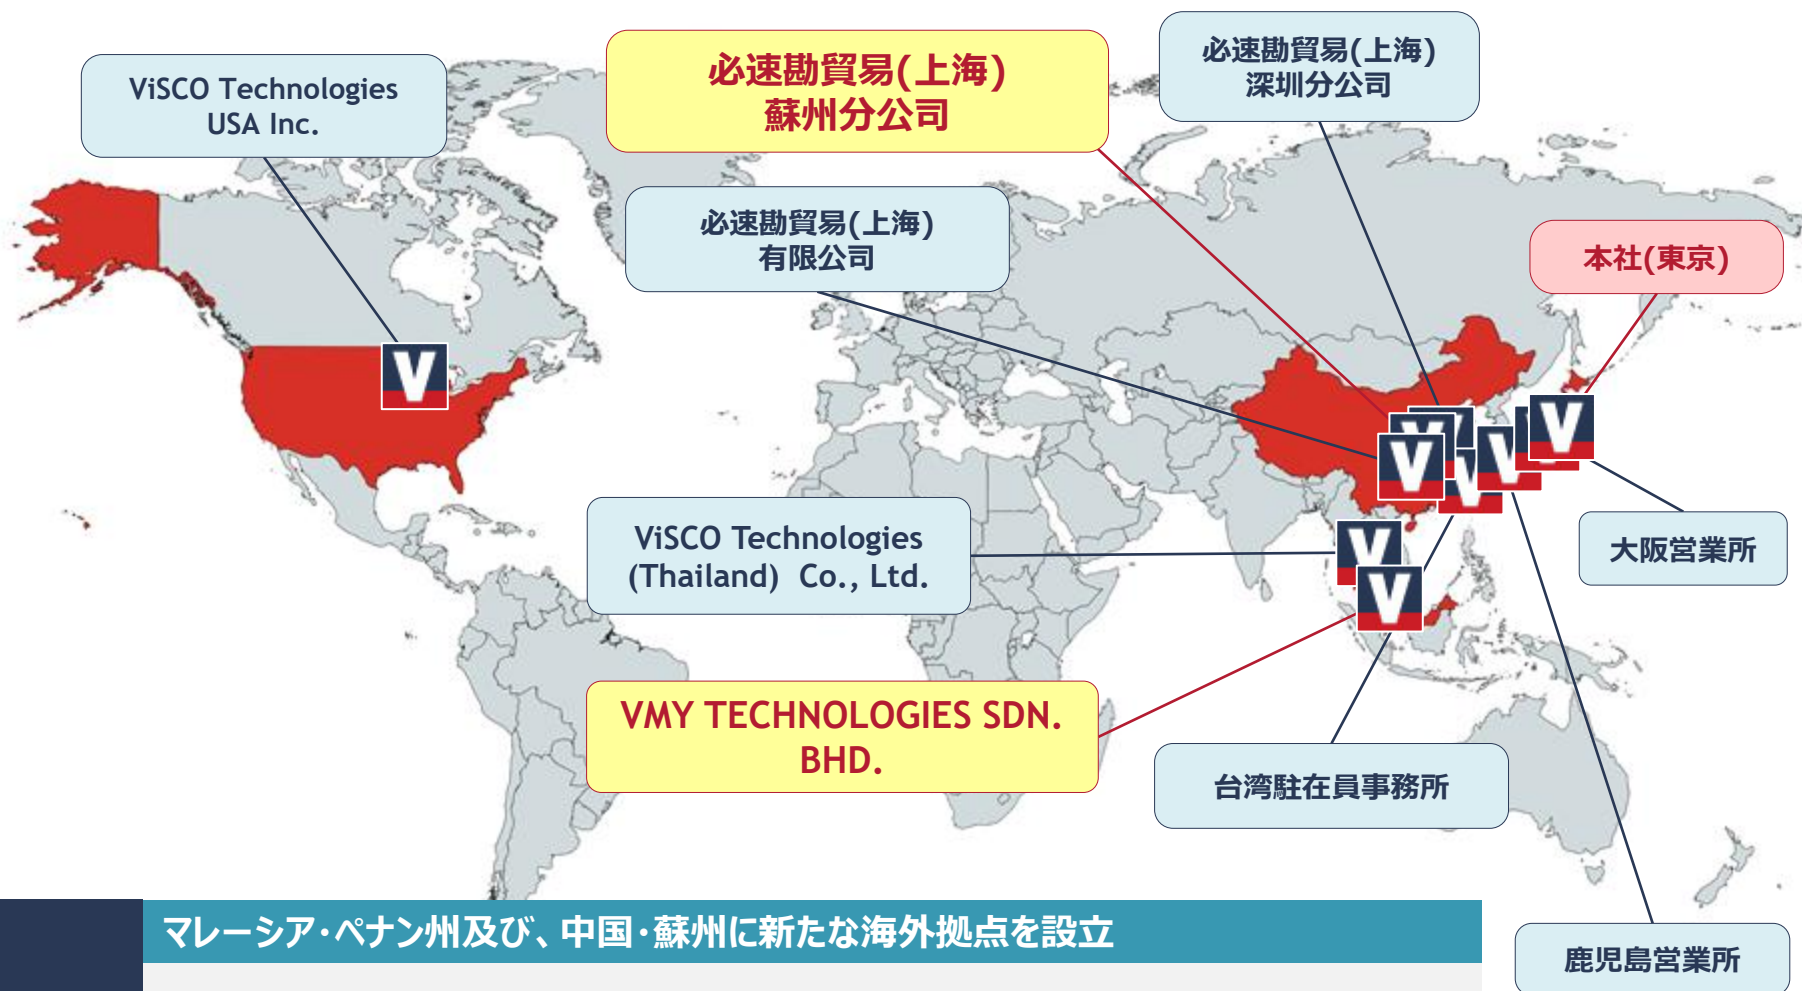 ViSCO Technologies
USA Inc.
必速勘貿易(上海)
蘇州分公司
必速勘貿易(上海)
深圳分公司
必速勘貿易(上海)
有限公司
本社(東京)
V
V
V
V
V
V
ViSCO Technologies
(Thailand) Co., Ltd.
V
V
大阪営業所
VMY TECHNOLOGIES SDN.
BHD.
台湾駐在員事務所
マレーシア・ペナン州及び、中国・蘇州に新たな海外拠点を設立
鹿児島営業所